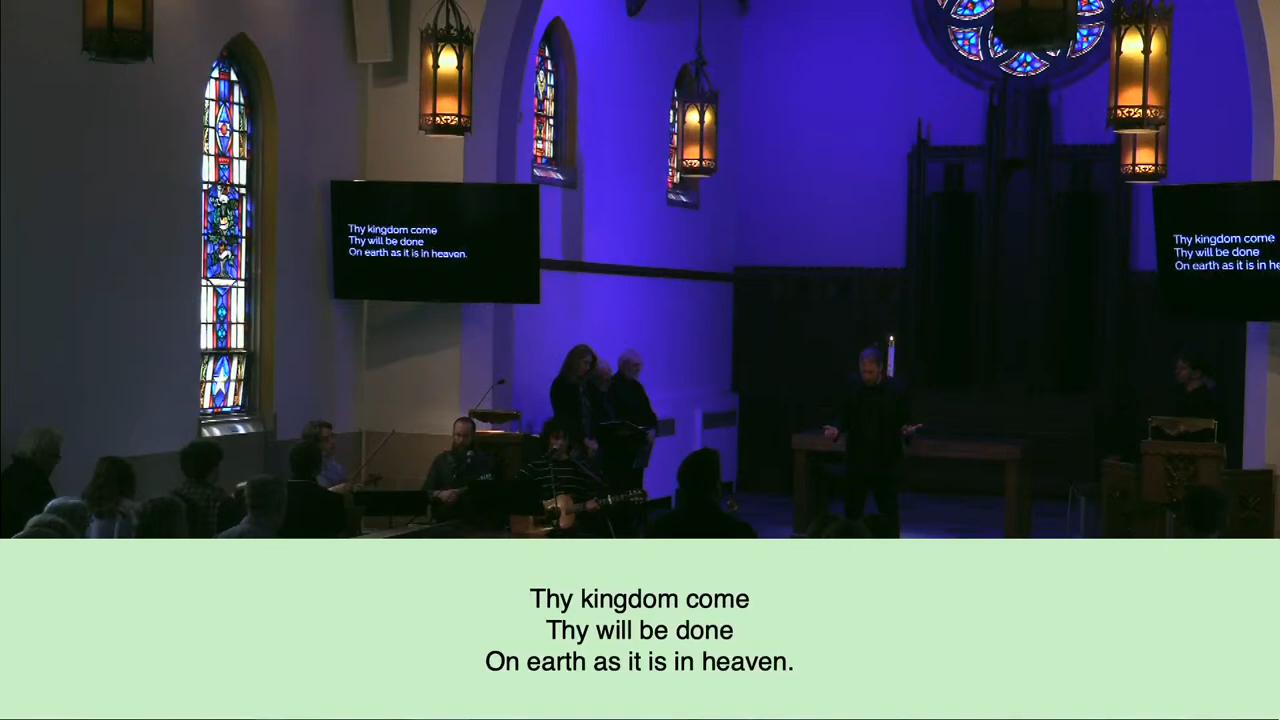 Thy kingdom come
Thy will be done
On earth as it is in heaven.
Thy kingdom come
Thy will be done
On earth as it is in he
Thy kingdom come
Thy will be done
On earth as it is in heaven.